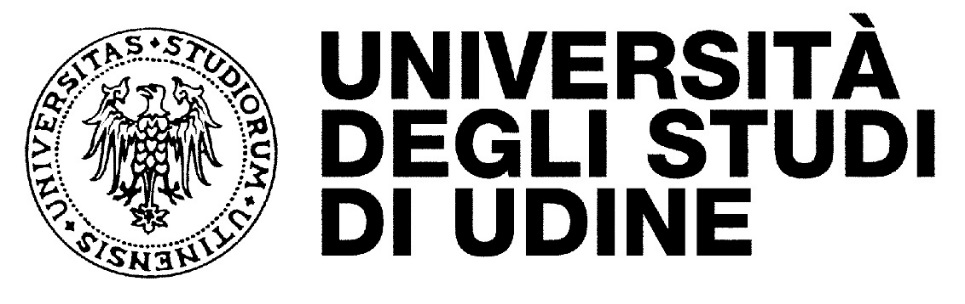 UNIVERSITAS • STUDIORUM • UTINENSIS •
UNIVERSITÀ
DEGLI STUDI
DI UDINE